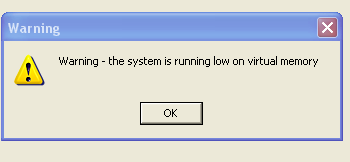 Warning
Warning - the system is running low on virtual memory
OK